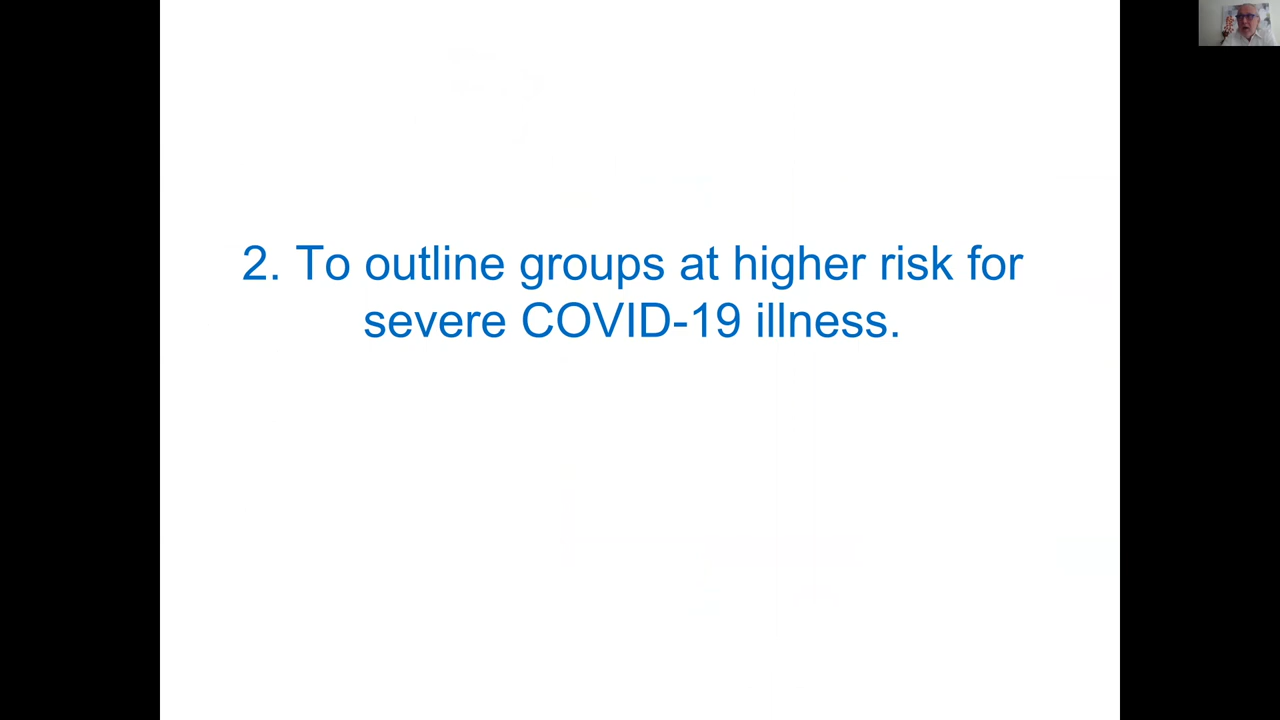 2. To outline groups at higher risk for
severe COVID-19 illness.